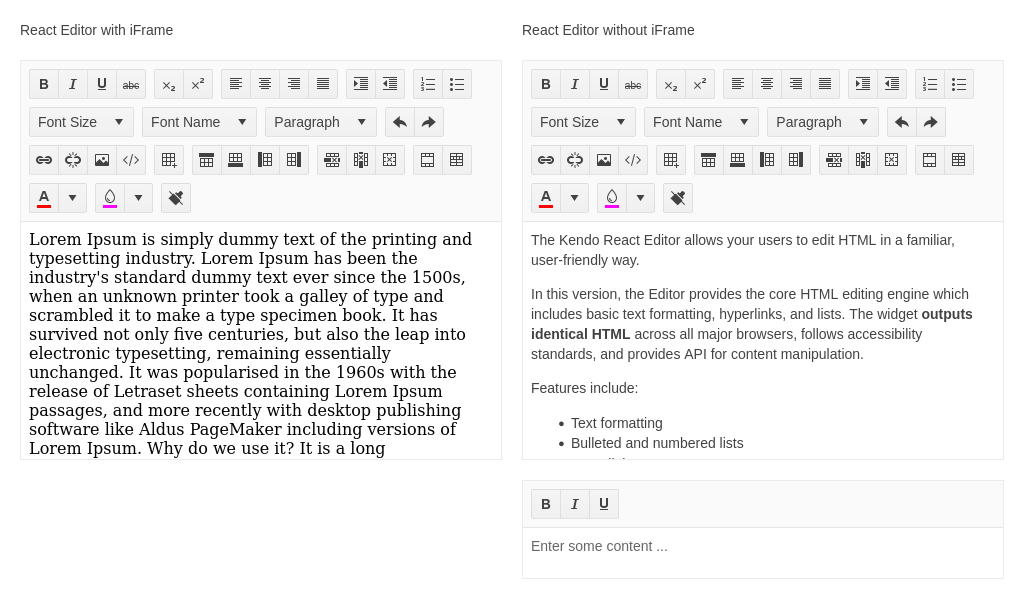 React Editor with iFrame
B I U abc
Font Size
Font Name
Paragraph
A
Lorem Ipsum is simply dummy text of the printing and
typesetting industry. Lorem Ipsum has been the
industry's standard dummy text ever since the 1500s,
when an unknown printer took a galley of type and
scrambled it to make a type specimen book. It has
survived not only five centuries, but also the leap into
electronic typesetting, remaining essentially
unchanged. It was popularised in the 1960s with the
release of Letraset sheets containing Lorem Ipsum
passages, and more recently with desktop publishing
software like Aldus PageMaker including versions of
Lorem Ipsum. Why do we use it? It is a long
React Editor without iFrame
B I U abc
Font Size
Font Name
Paragraph
A
The Kendo React Editor allows your users to edit HTML in a familiar,
user-friendly way.
In this version, the Editor provides the core HTML editing engine which
includes basic text formatting, hyperlinks, and lists. The widget outputs
identical HTML across all major browsers, follows accessibility
standards, and provides API for content manipulation.
Features include:
Text formatting
Bulleted and numbered lists
B I U
Enter some content ...